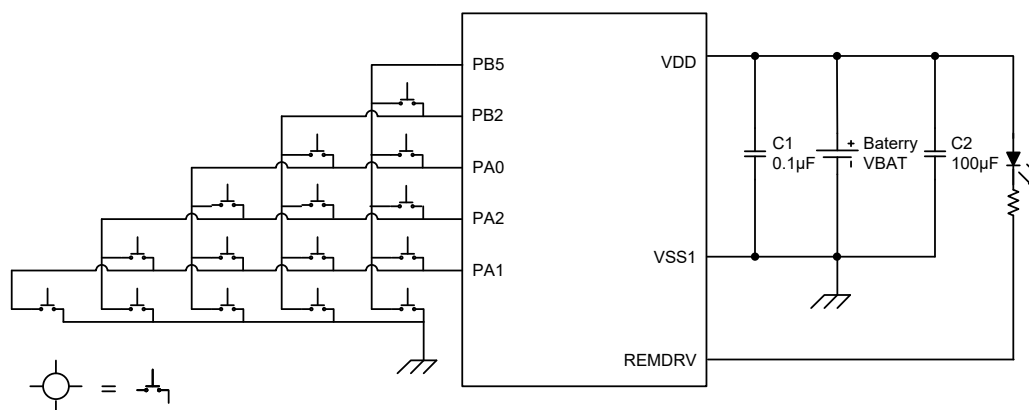 PB5
PB2
PA0
PA2
PA1
VDD
VSS1
REMDRV
C1
0.1µF
+
Baterry
-
VBAT
C2
100µF
=